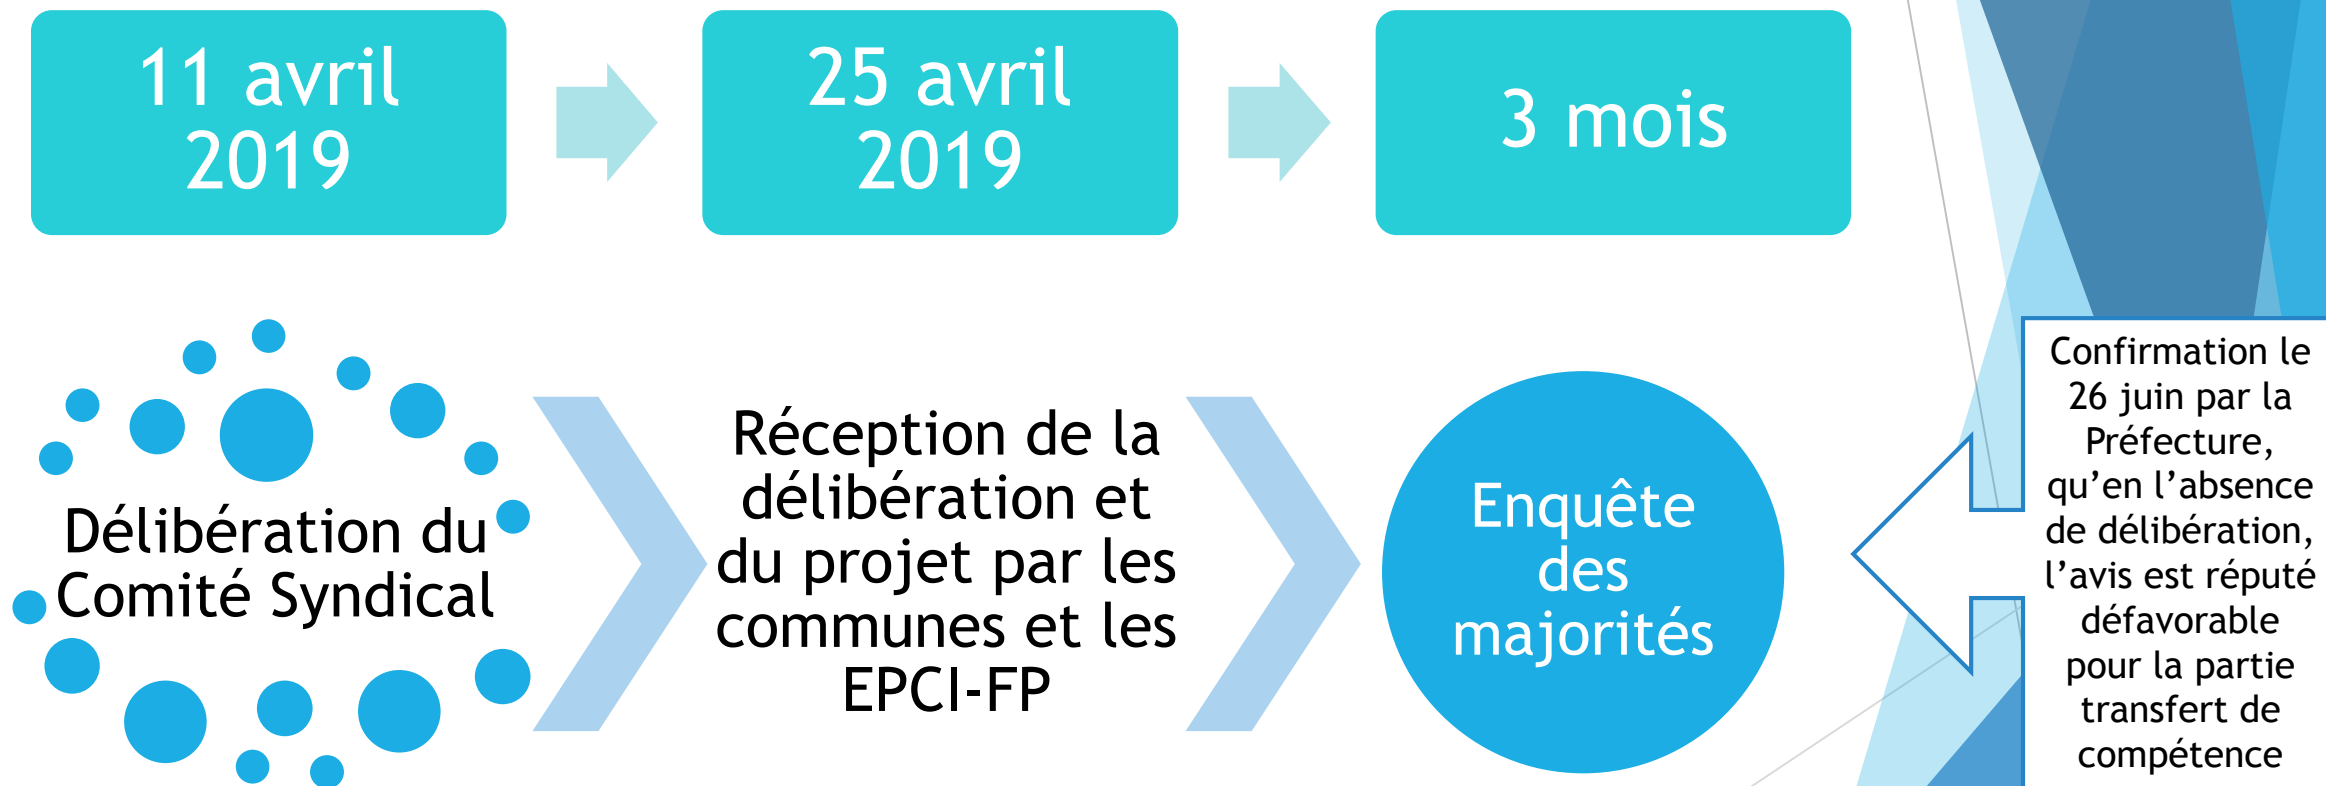 11 avril
2019
25 avril
2019
3 mois
Délibération du
Comité Syndical
Réception de la
délibération et
du projet par les
communes et les
EPCI-FP
Enquête
des
majorités
Confirmation le
26 juin par la
Préfecture,
qu’en l’absence
de délibération,
l’avis est réputé
défavorable
pour la partie
transfert de
compétence